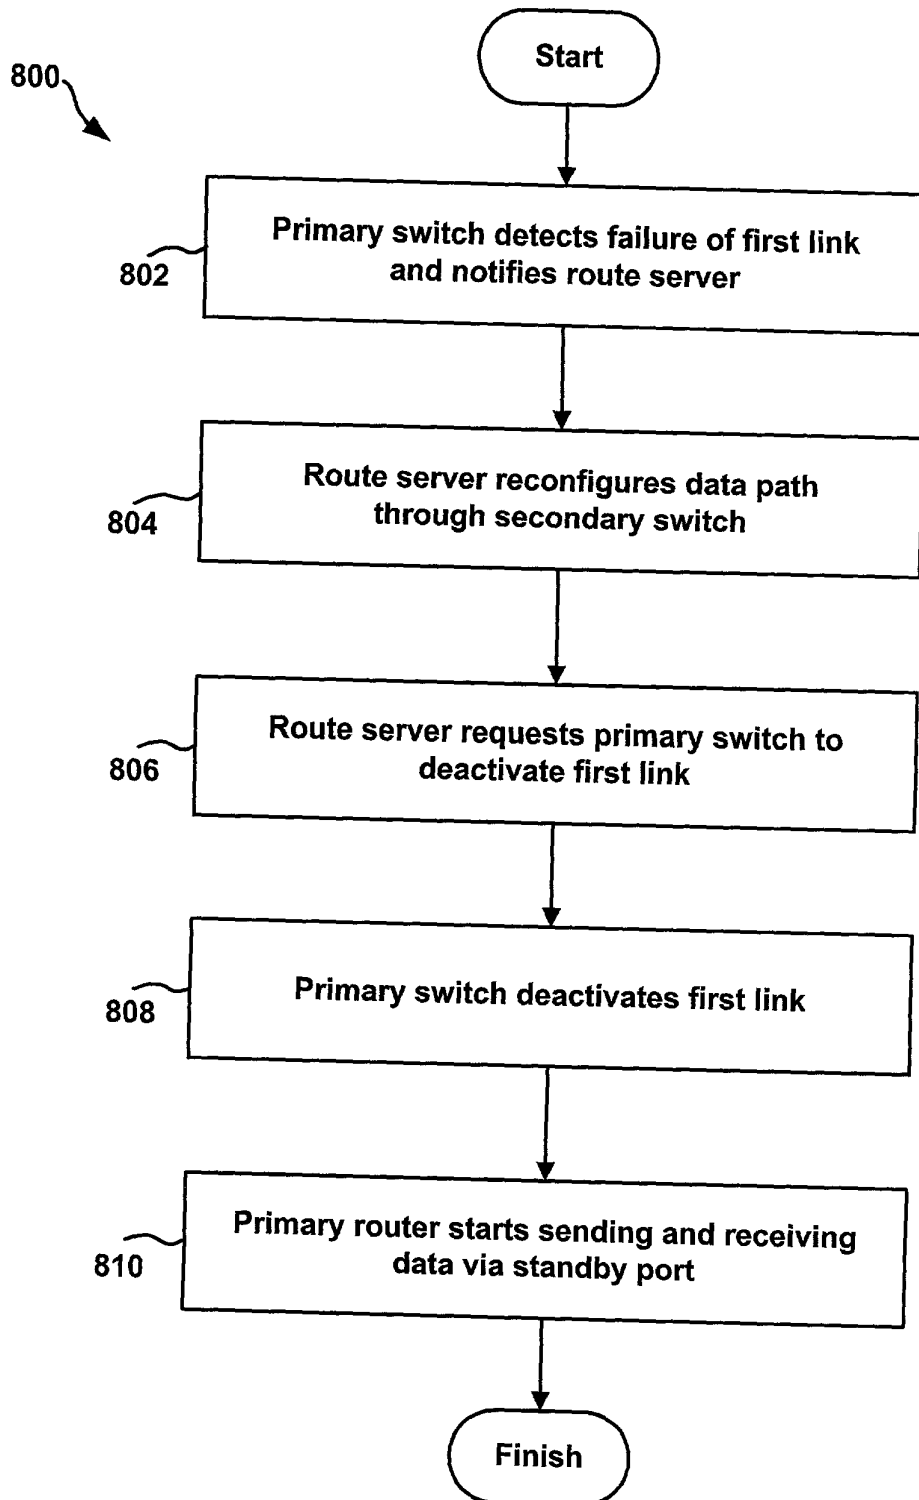 Start
800
Primary switch detects failure of first link
and notifies route server
802
Route server reconfigures data path
through secondary switch
804
Route server requests primary switch to
deactivate first link
806
Primary switch deactivates first link
808
Primary router starts sending and receiving
data via standby port
810
Finish